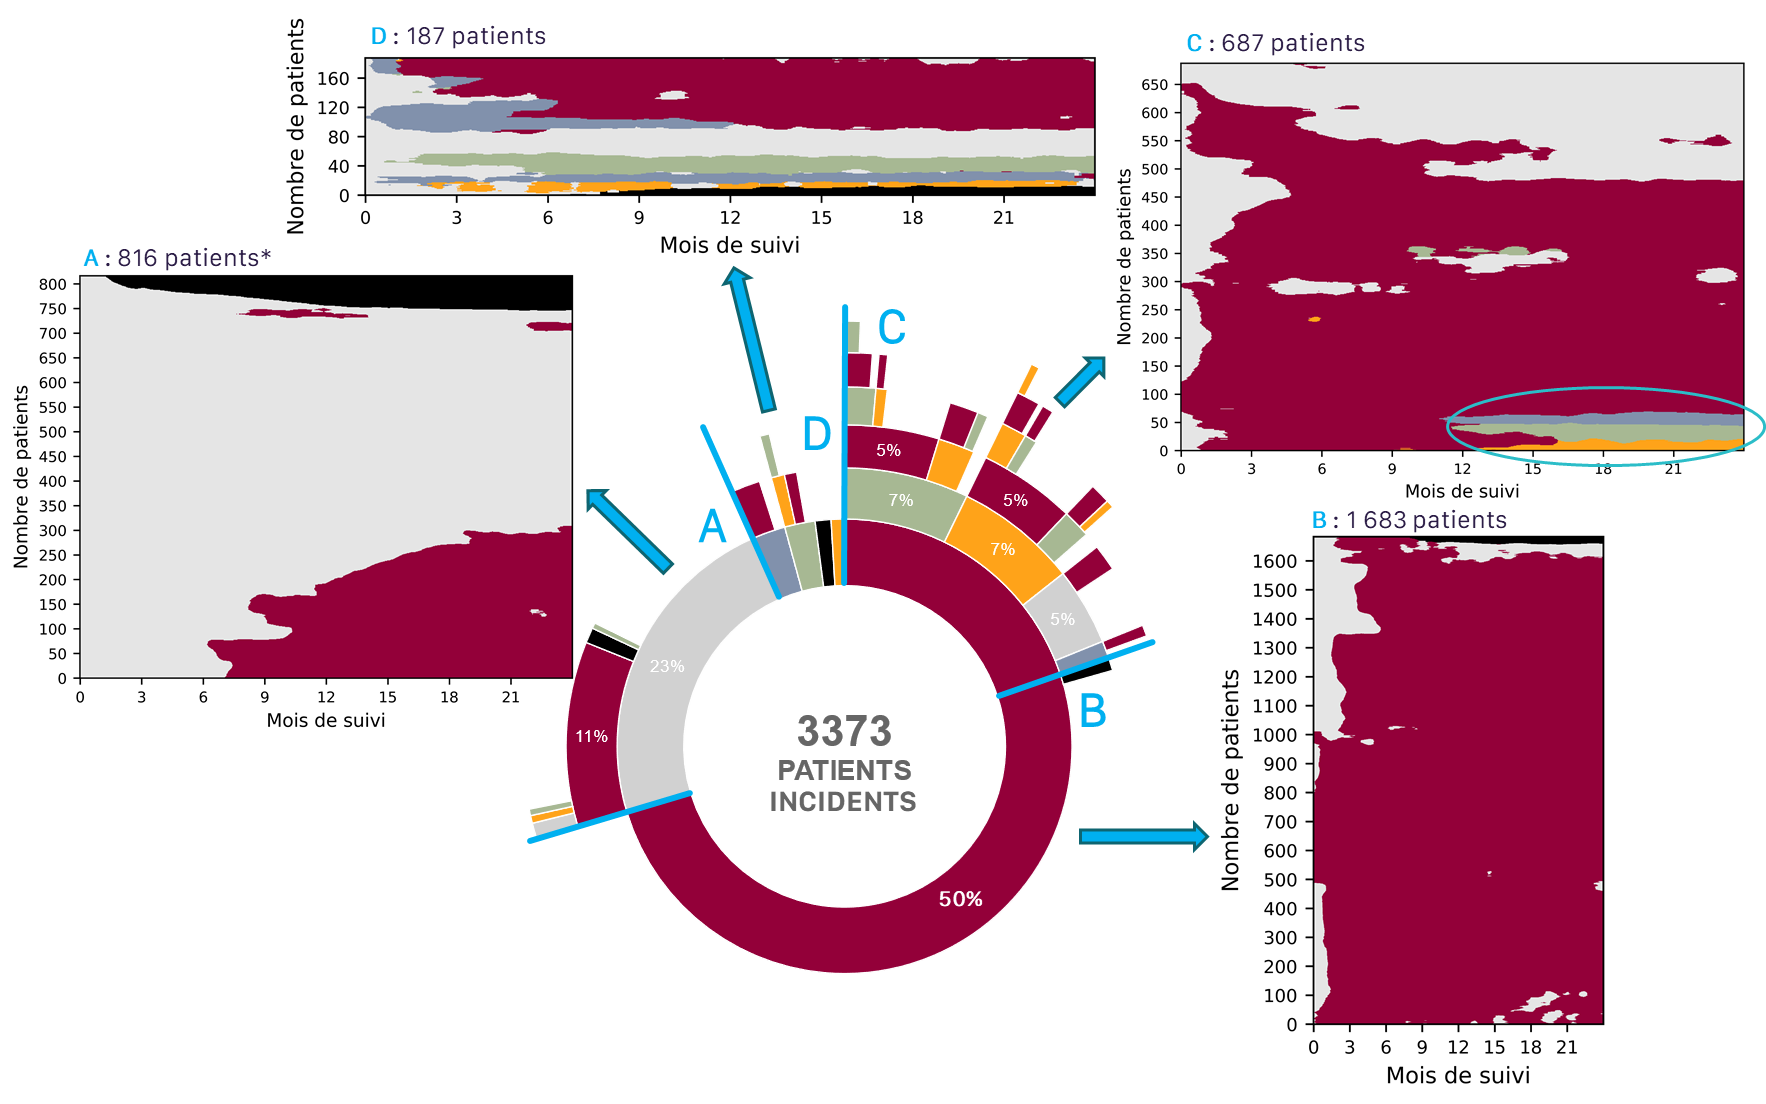 D : 187 patients
Nombre de patients
160
120
80
40
0
0 3 6 9 12 15 18 21
Mois de suivi
C : 687 patients
Nombre de patients
650
600
550
500
450
400
350
300
250
200
150
100
50
0
0 3 6 9 12 15 18 21
Mois de suivi
A : 816 patients*
Nombre de patients
800
750
700
650
600
550
500
450
400
350
300
250
200
150
100
50
0
0 3 6 9 12 15 18 21
Mois de suivi
C
D
A
B
5%
7%
5%
7%
5%
23%
11%
50%
3373
PATIENTS
INCIDENTS
B : 1 683 patients
Nombre de patients
1600
1500
1400
1300
1200
1100
1000
900
800
700
600
500
400
300
200
100
0
0 3 6 9 12 15 18 21
Mois de suivi